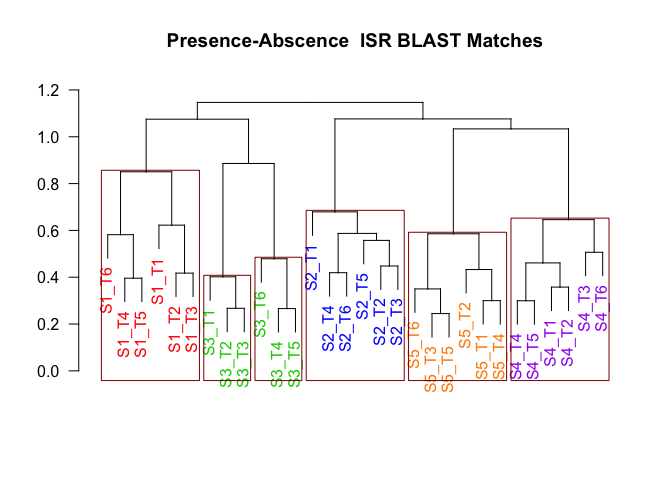 Presence-Abscence  ISR BLAST Matches
1.2
1.0
0.8
0.6
0.4
0.2
0.0
S1_T6
S1_T4
S1_T5
S1_T1
S1_T2
S1_T3
S3_T1
S3_T2
S3_T3
S3_T6
S3_T4
S3_T5
S2_T1
S2_T4
S2_T6
S2_T5
S2_T2
S2_T3
S5_T6
S5_T3
S5_T5
S5_T2
S5_T1
S5_T4
S4_T4
S4_T5
S4_T1
S4_T2
S4_T3
S4_T6